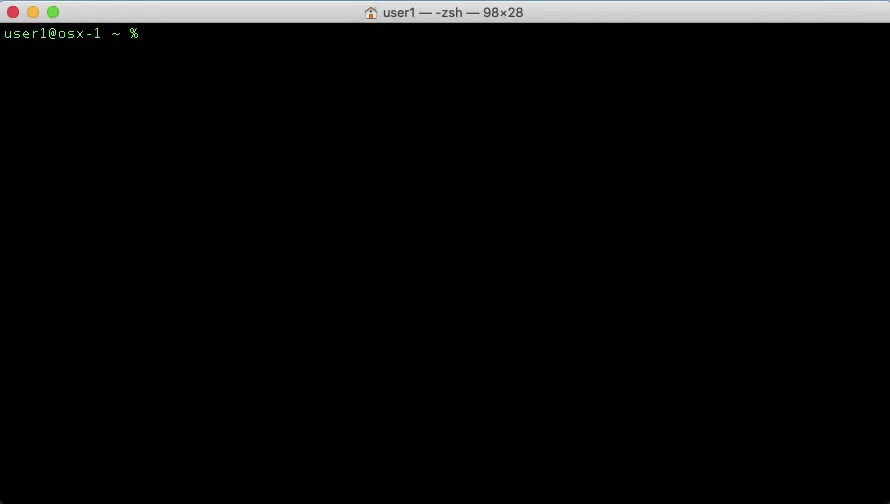 user1 — -zsh — 98×28
user1@osx-1 ~ %